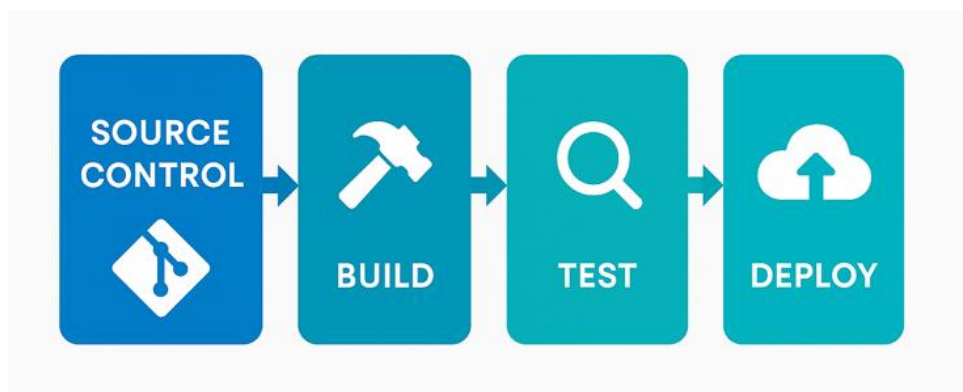 SOURCE
CONTROL
BUILD
TEST
DEPLOY